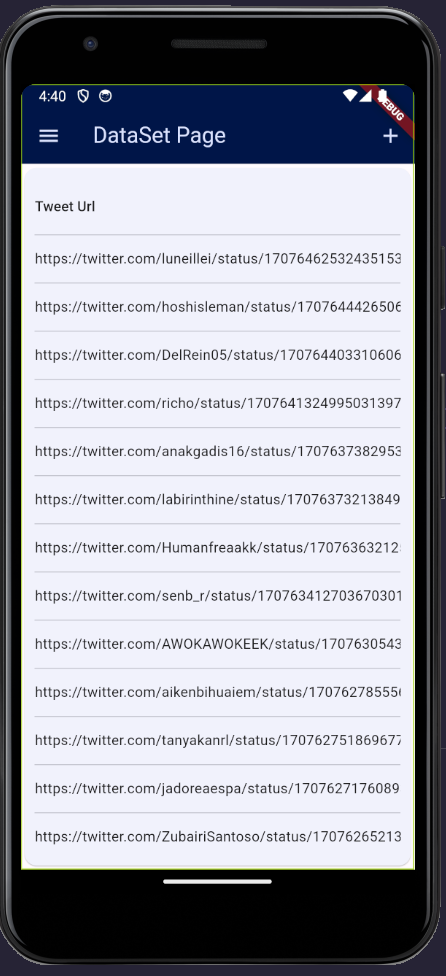 4:40
DEBUG
DataSet Page
Tweet Url
https://twitter.com/luneillei/status/17076462532435153
https://twitter.com/hoshisleman/status/1707644426506
https://twitter.com/DelRein05/status/170764403310606
https://twitter.com/richo/status/1707641324995031397
https://twitter.com/anakgadis16/status/1707637382953
https://twitter.com/labirinthine/status/17076373213849
https://twitter.com/Humanfreaakk/status/170763632125
https://twitter.com/senb_r/status/170763412703670301
https://twitter.com/AWOKAWOKEEK/status/1707630543
https://twitter.com/aikenbihuaiem/status/170762785556
https://twitter.com/tanyakanrl/status/170762751869677
https://twitter.com/jadoreaespa/status/1707627176089
https://twitter.com/ZubairiSantoso/status/17076265213